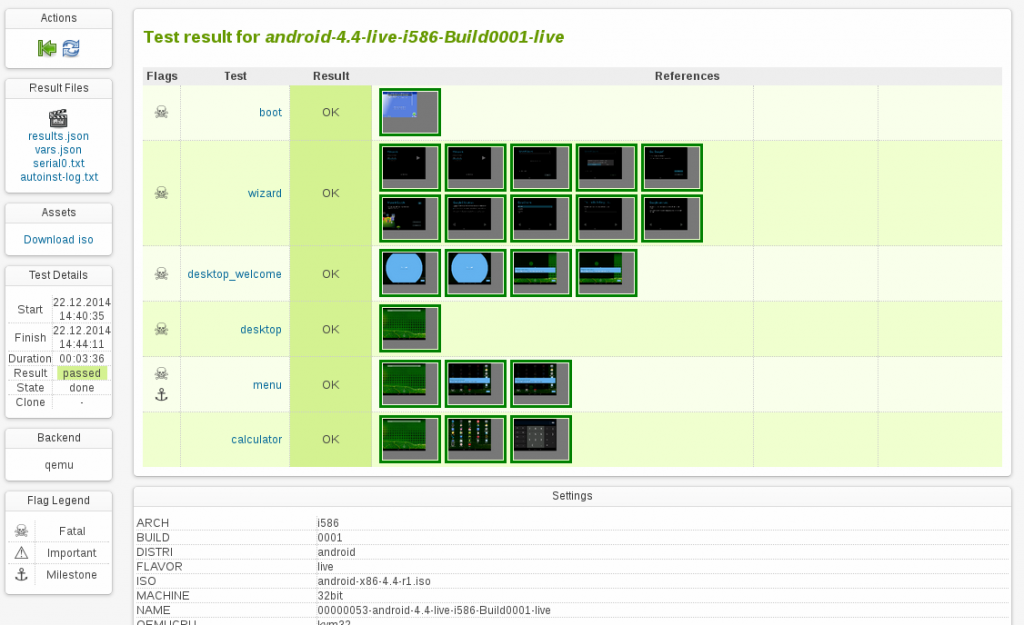 Actions
Result Files
results.json
vars.json
serial0.txt
autoinst-log.txt
Assets
Download iso
Test Details
Start 22.12.2014 14:40:35
Finish 22.12.2014 14:44:11
Duration 00:03:36
Result passed
State done
Clone -
Backend
qemu
Flag Legend
Fatal
Important
Milestone
Test result for android-4.4-live-i586-Build0001-live
Flags Test Result References
boot OK
wizard OK
desktop_welcome OK
desktop OK
menu OK
calculator OK
Settings
ARCH i586
BUILD 0001
DISTRI android
FLAVOR live
ISO android-x86-4.4-r1.iso
MACHINE 32bit
NAME 00000053-android-4.4-live-i586-Build0001-live
QEMUCPU kvm32